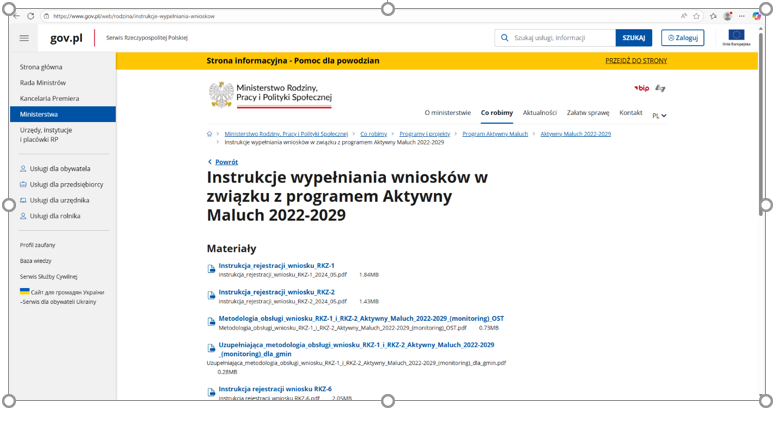 https://www.gov.pl/web/rodzina/instrukcje-wypelniania-wnioskow
gov.pl
Serwis Rzeczypospolitej Polskiej
Szukaj usługi, informacji
SZUKAJ
Zaloguj
Unia Europejska
Strona główna
Rada Ministrów
Kancelaria Premiera
Ministerstwa
Urzędy, instytucje
i placówki RP
Usługi dla obywatela
Usługi dla przedsiębiorcy
Usługi dla urzędnika
Usługi dla rolnika
Profil zaufany
Baza wiedzy
Serwis Służby Cywilnej
Сайт для громадян України
–Serwis dla obywateli Ukrainy
Strona informacyjna - Pomoc dla powodzian
PRZEJDŹ DO STRONY
Ministerstwo Rodziny,
Pracy i Polityki Społecznej
bip
O ministerstwie Co robimy Aktualności Załatw sprawę Kontakt PL
Ministerstwo Rodziny, Pracy i Polityki Społecznej > Co robimy > Programy i projekty > Program Aktywny Maluch > Aktywny Maluch 2022-2029
> Instrukcje wypełniania wniosków w związku z programem Aktywny Maluch 2022-2029
Powrót
Instrukcje wypełniania wniosków w
związku z programem Aktywny
Maluch 2022-2029
Materiały
Instrukcja_rejestracji_wniosku_RKZ-1
Instrukcja_rejestracji_wniosku_RKZ-1_2024_05.pdf 1.84MB
Instrukcja_rejestracji_wniosku_RKZ-2
Instrukcja_rejestracji_wniosku_RKZ-2_2024_05.pdf 1.43MB
Metodologia_obsługi_wniosku_RKZ-1_i_RKZ-2_Aktywny_Maluch_2022-2029_(monitoring)_OST
Metodologia_obsługi_wniosku_RKZ-1_i_RKZ-2_Aktywny_Maluch_2022-2029_(monitoring)_OST.pdf 0.73MB
Uzupełniająca_metodologia_obsługi_wniosku_RKZ-1_i_RKZ-2_Aktywny_Maluch_2022-2029
_(monitoring)_dla_gmin
Uzupełniająca_metodologia_obsługi_wniosku_RKZ-1_i_RKZ-2_Aktywny_Maluch_2022-2029_(monitoring)_dla_gmin.pdf
0.28MB
Instrukcja rejestracji wniosku RKZ-6
Instrukcja rejestracji wniosku RKZ-6.pdf 2.05MB